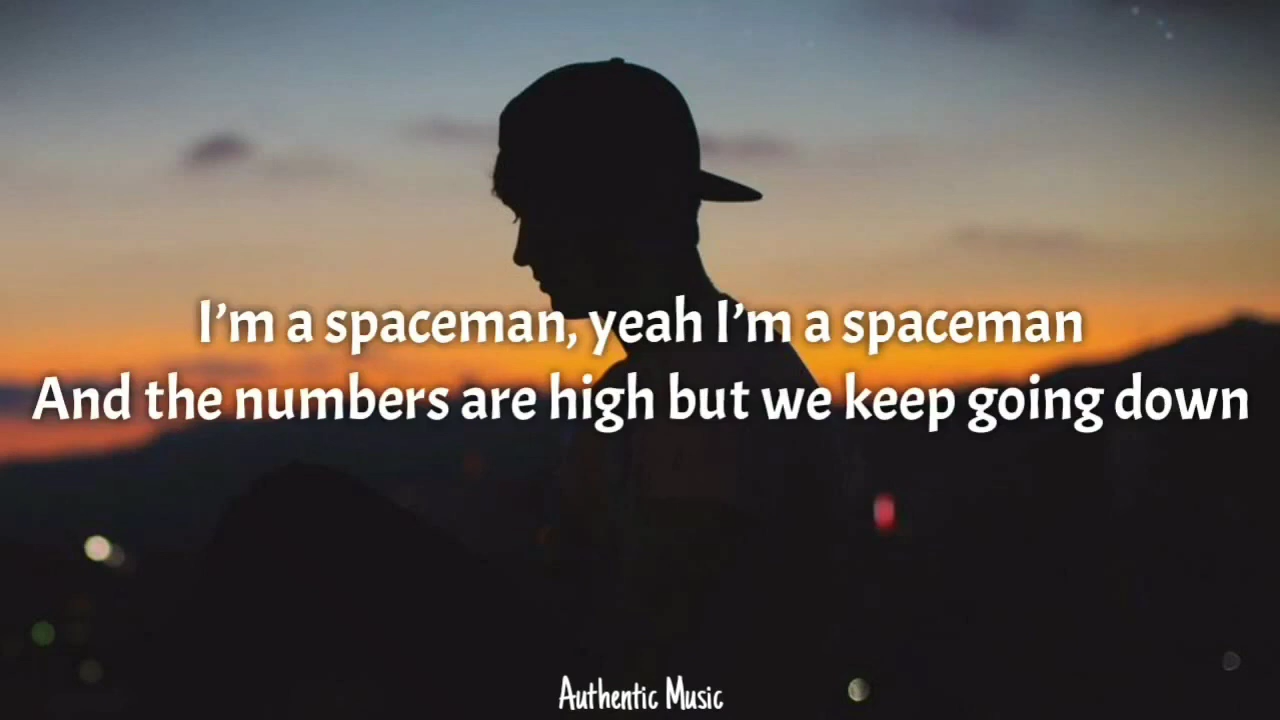 I’m a spaceman, yeah I’m a spaceman
And the numbers are high but we keep going down
Authentic Music